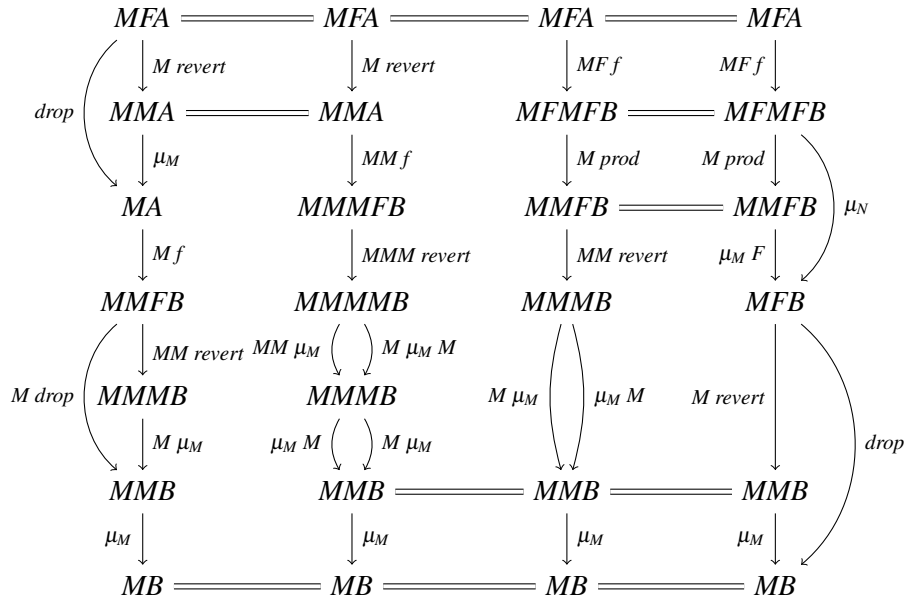 MFA MFA MFA MFA
M revert M revert MF f MF f
drop
MMA MMA MFMFB MFMFB
μ_M MM f M prod M prod
MA MMMFB MMFB MMFB
μ_N
M f MMM revert MM revert μ_M F
MMFB MMMMB MMMB MFB
MM revert MM μ_M M μ_M M
M drop MMMB MMMB M μ_M μ_M M M revert
M μ_M μ_M M M μ_M drop
MMB MMB MMB MMB
μ_M μ_M μ_M μ_M
MB MB MB MB